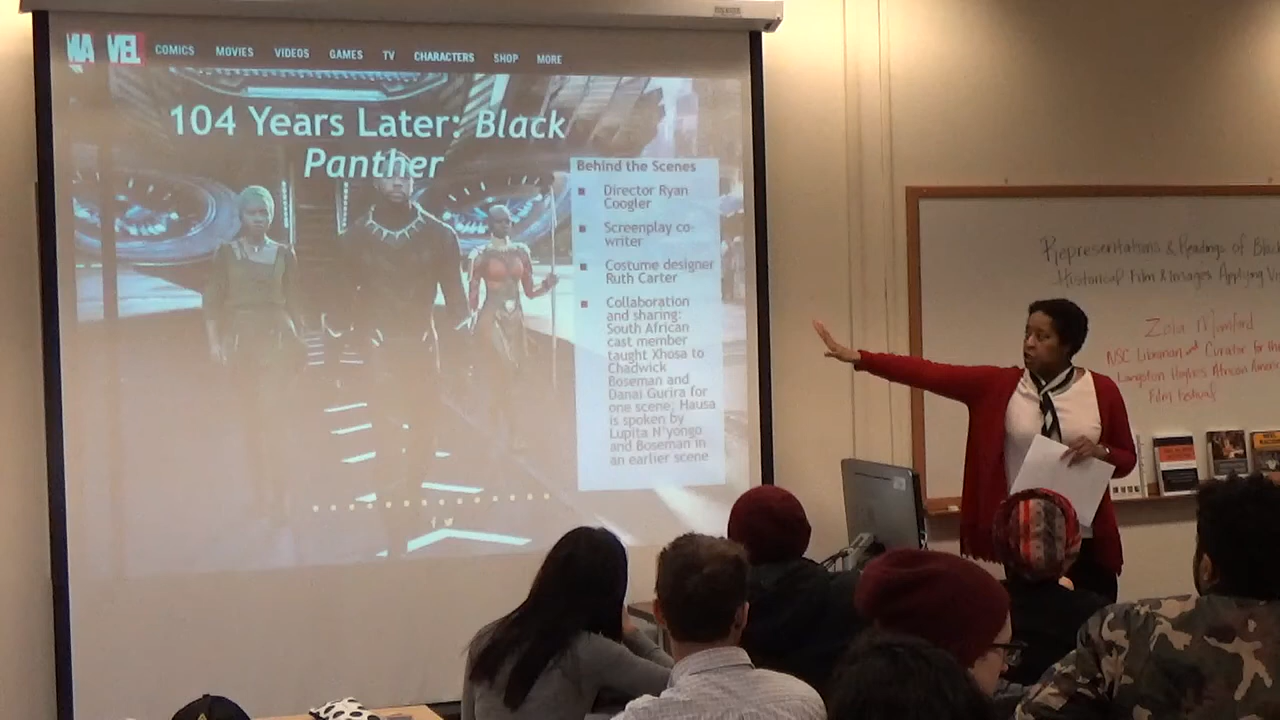 MARVEL COMICS MOVIES VIDEOS GAMES TV CHARACTERS SHOP MORE
104 Years Later: Black
Panther
Behind the Scenes
Director Ryan
Coogler
Screenplay co-
writer
Costume designer
Ruth Carter
Collaboration
and sharing:
South African
cast member
taught Xhosa to
Chadwick
Boseman and
Danai Gurira for
one scene; Hausa
is spoken by
Lupita N'yongo
and Boseman in
an earlier scene
Representations & Readings of Blac
Historical Film & Images Applying Vi
Zola Mumford
NSC Librarian and Curator for the
Langston Hughes African Americ
Film Festival